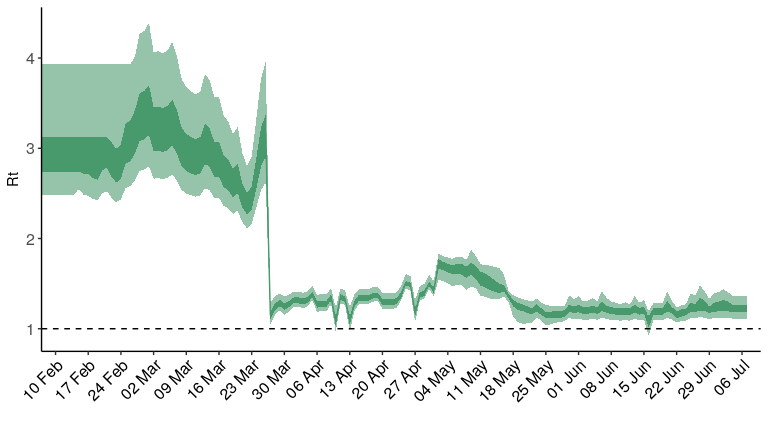 4
3
2
1
Rt
10 Feb
17 Feb
24 Feb
02 Mar
09 Mar
16 Mar
23 Mar
30 Mar
06 Apr
13 Apr
20 Apr
27 Apr
04 May
11 May
18 May
25 May
01 Jun
08 Jun
15 Jun
22 Jun
29 Jun
06 Jul